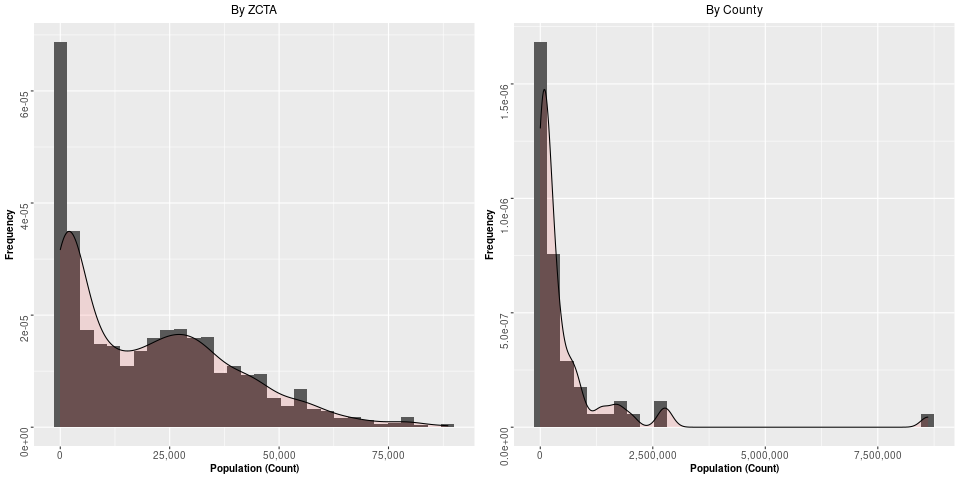 By ZCTA
Frequency
6e-05
4e-05
2e-05
0e+00
0
25,000
50,000
75,000
Population (Count)
By County
Frequency
1.5e-06
1.0e-06
5.0e-07
0.0e+00
0
2,500,000
5,000,000
7,500,000
Population (Count)